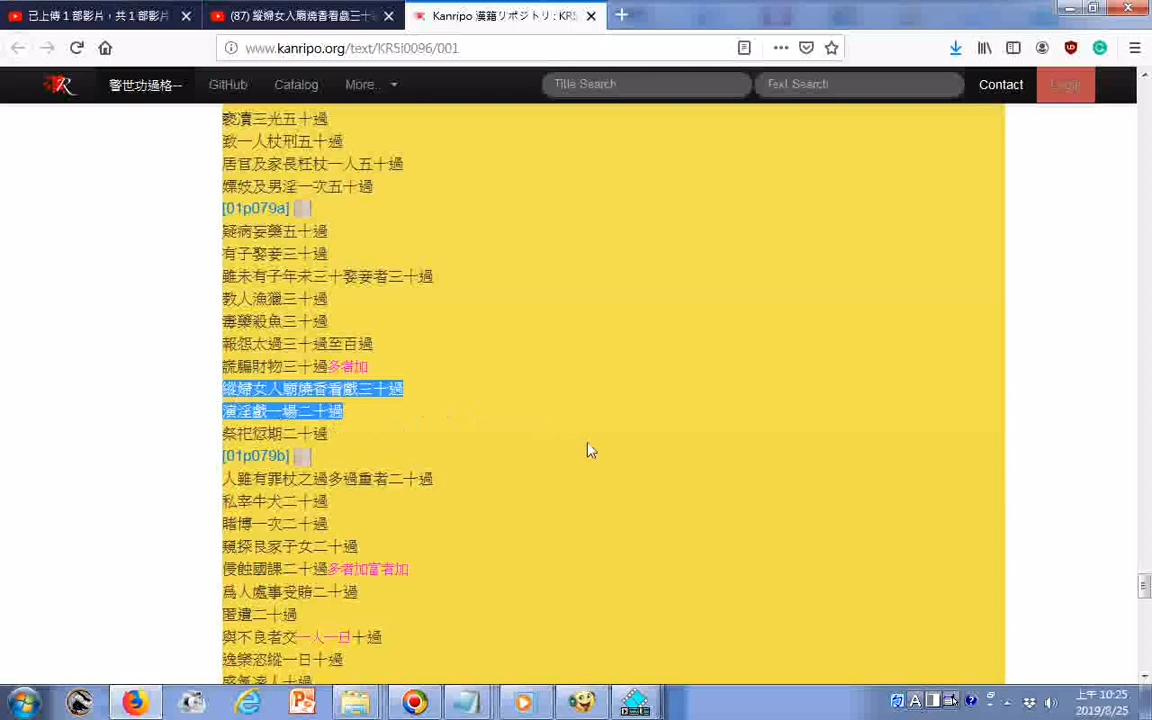 已上傳 1 部影片，共 1 部影片
(87) 縱婦女人廟燒香看戲三十
Kanripo 漢籍リポジトリ : KR5
www.kanripo.org/text/KR5i0096/001
警世功過格--
GitHub
Catalog
More..
Title Search
Text Search
Contact
Login
褻瀆三光五十過
致一人杖刑五十過
居官及家長枉杖一人五十過
嫖妓及男淫一次五十過
[01p079a]
疑病妄藥五十過
有子娶妾三十過
雖未有子年未三十娶妾者三十過
教人漁獵三十過
毒藥殺魚三十過
報怨太過三十過至百過
謊騙財物三十過多者加
縱婦女入廟燒香看戲三十過
演淫戲一場二十過
祭祀愆期二十過
[01p079b]
人雖有罪杖之過多過重者二十過
私宰牛犬二十過
賭博一次二十過
窺探良家子女二十過
侵蝕國課二十過多者加富者加
爲人處事受賄二十過
匿遺二十過
與不良者交一人一日十過
逸樂恣縱一日十過
上午 10:25
2019/8/25